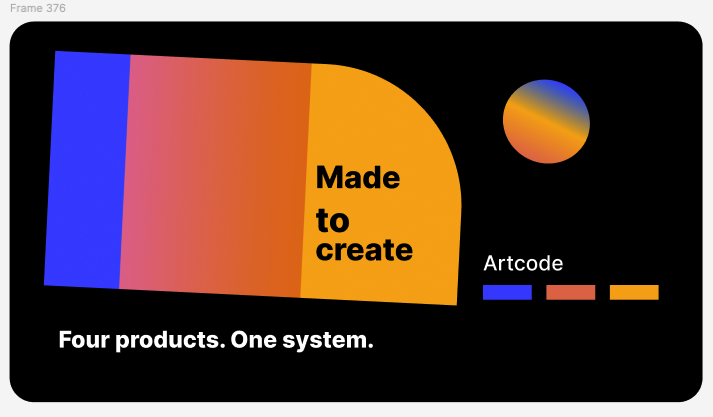 Frame 376
Made
to
create
Artcode
Four products. One system.